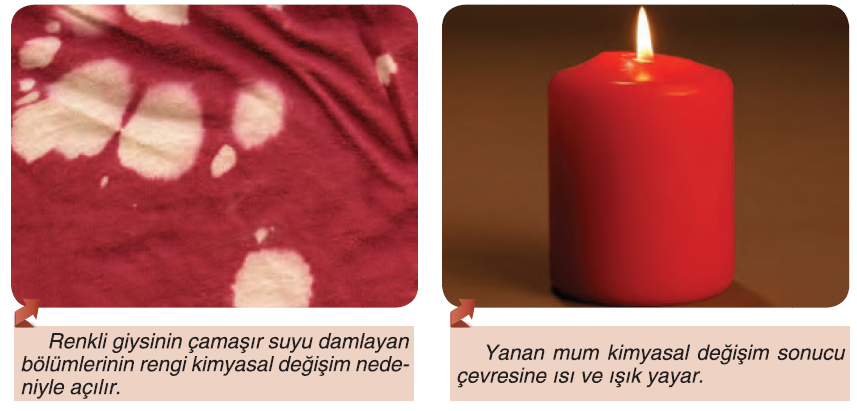 Renkli giysinin çamaşır suyu damlayan
bölümlerinin rengi kimyasal değişim nede-
niyle açılır.
Yanan mum kimyasal değişim sonucu
çevresine ısı ve ışık yayar.